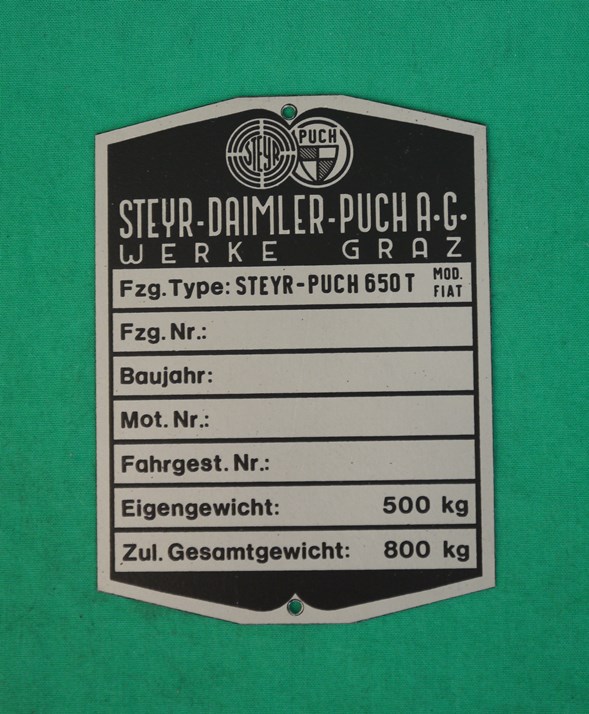 STEYR PUCH
STEYR-DAIMLER-PUCH A·G·
WERKE GRAZ
Fzg. Type: STEYR-PUCH 650 T MOD. FIAT
Fzg. Nr.:
Baujahr:
Mot. Nr.:
Fahrgest. Nr.:
Eigengewicht: 500 kg
Zul. Gesamtgewicht: 800 kg